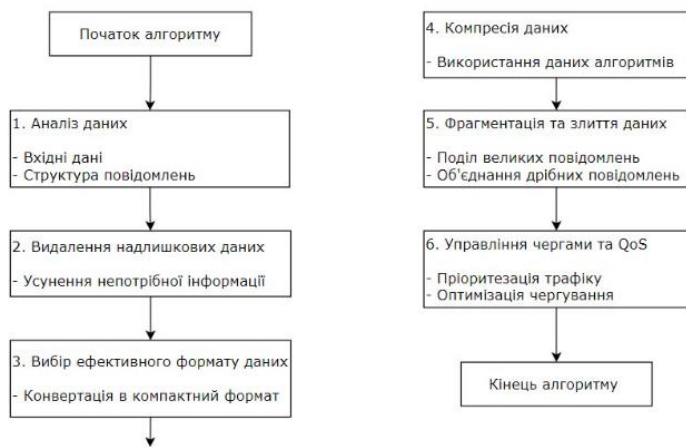 Початок алгоритму
1. Аналіз даних
- Вхідні дані
- Структура повідомлень
2. Видалення надлишкових даних
- Усунення непотрібної інформації
3. Вибір ефективного формату даних
- Конвертація в компактний формат
4. Компресія даних
- Використання даних алгоритмів
5. Фрагментація та злиття даних
- Поділ великих повідомлень
- Об'єднання дрібних повідомлень
6. Управління чергами та QoS
- Пріоритезація трафіку
- Оптимізація чергування
Кінець алгоритму